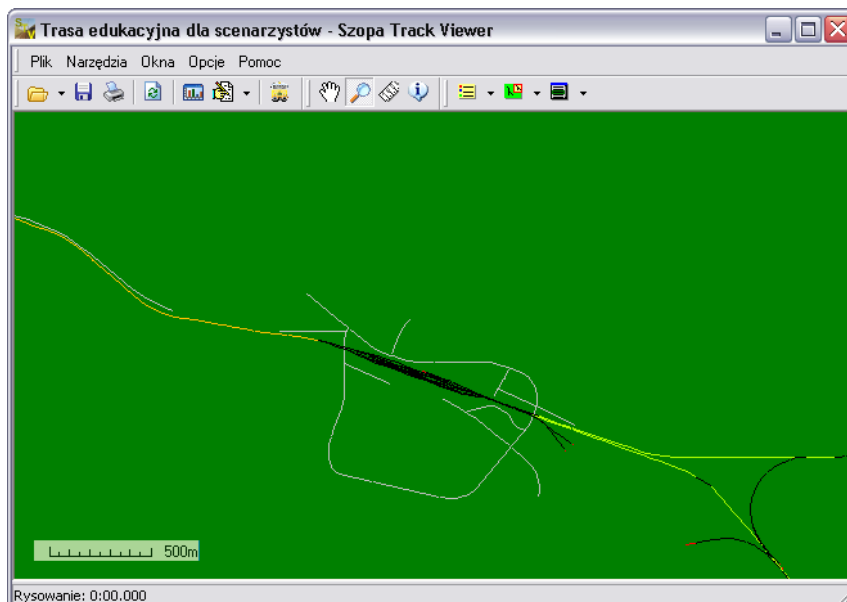 Trasa edukacyjna dla scenarzystów - Szopa Track Viewer
Plik Narzędzia Okna Opcje Pomoc
500m
Rysowanie: 0:00.000